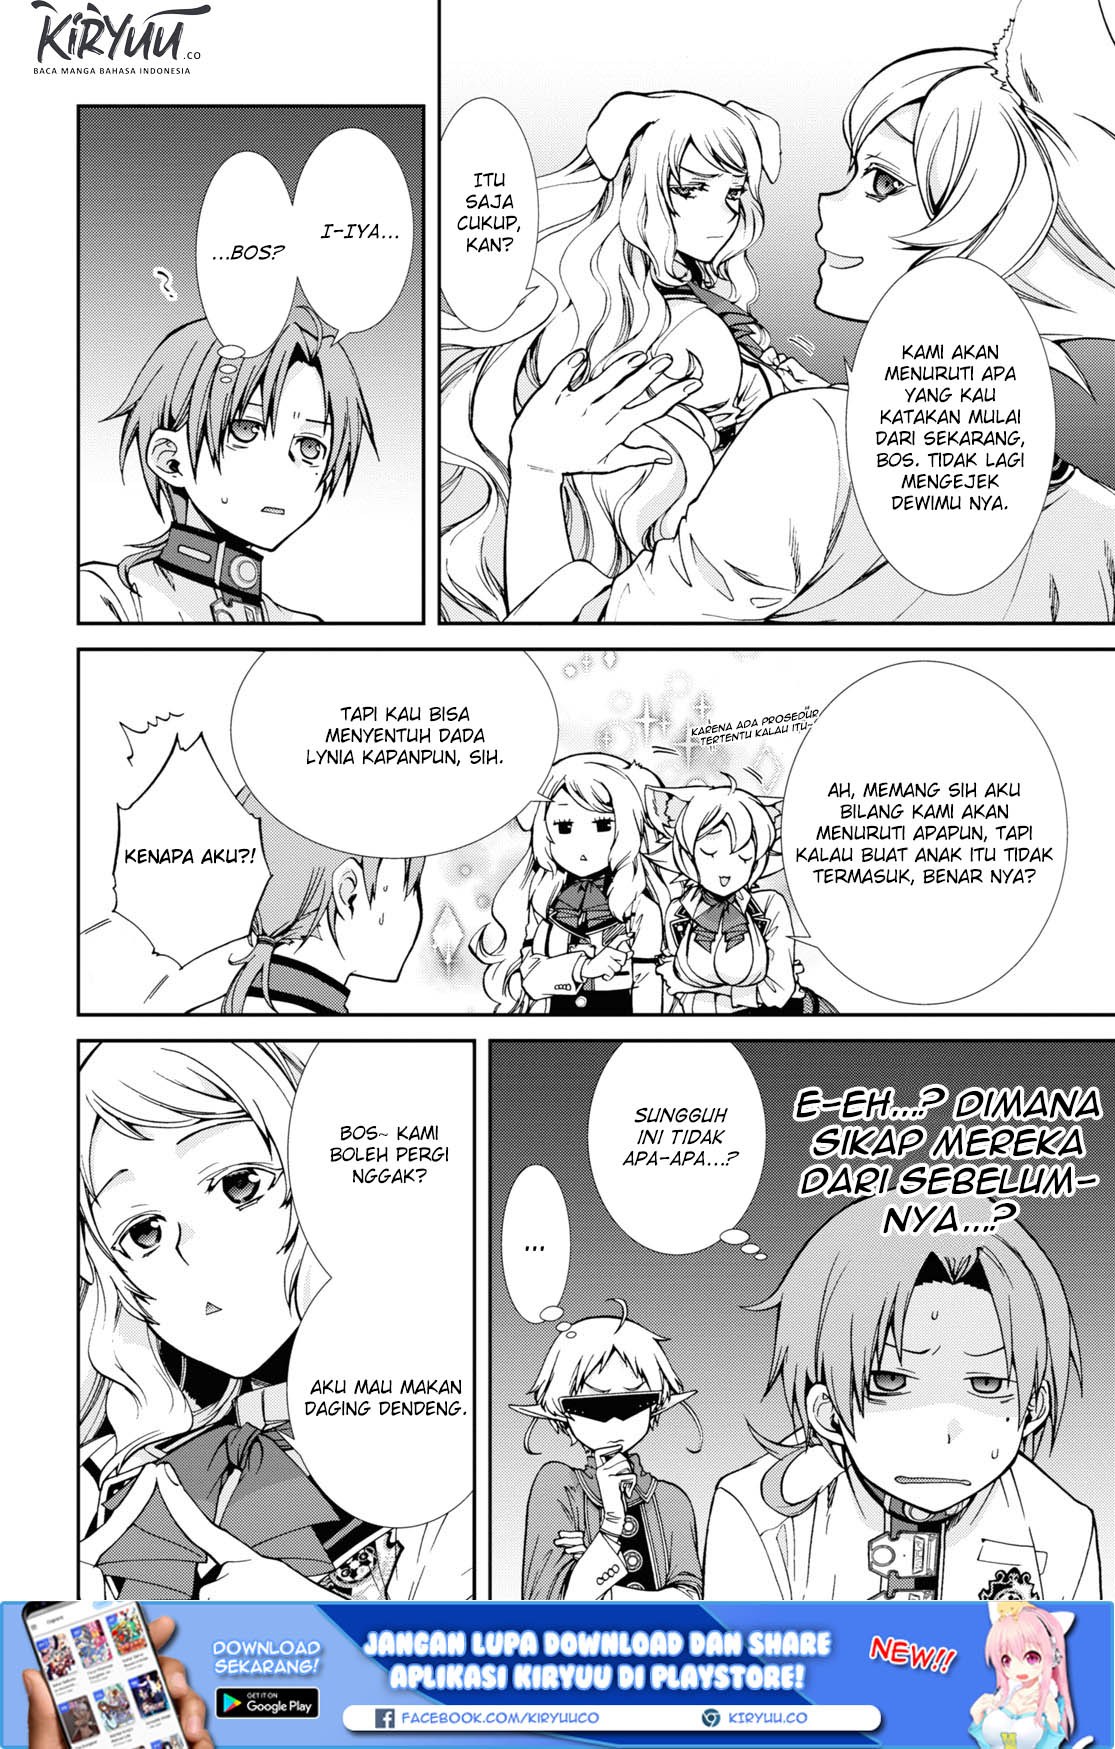 KIRYUU.CO
BACA MANGA BAHASA INDONESIA
KAMI AKAN
MENURUTI APA
YANG KAU
KATAKAN MULAI
DARI SEKARANG,
BOS. TIDAK LAGI
MENGEJEK
DEWIMU NYA.
ITU
SAJA
CUKUP,
KAN?
I-IYA...
...BOS?
AH, MEMANG SIH AKU
BILANG KAMI AKAN
MENURUTI APAPUN, TAPI
KALAU BUAT ANAK ITU TIDAK
TERMASUK, BENAR NYA?
KARENA ADA PROSEDUR
TERTENTU KALAU ITU~
TAPI KAU BISA
MENYENTUH DADA
LYNIA KAPANPUN, SIH.
KENAPA AKU?!
E-EH...? DIMANA
SIKAP MEREKA
DARI SEBELUM-
NYA...?
SUNGGUH
INI TIDAK
APA-APA...?
...
BOS~ KAMI
BOLEH PERGI
NGGAK?
AKU MAU MAKAN
DAGING DENDENG.
DOWNLOAD
SEKARANG!
GET IT ON
Google Play
JANGAN LUPA DOWNLOAD DAN SHARE
APLIKASI KIRYUU DI PLAYSTORE!
FACEBOOK.COM/KIRYUUCO
KIRYUU.CO
NEW!!